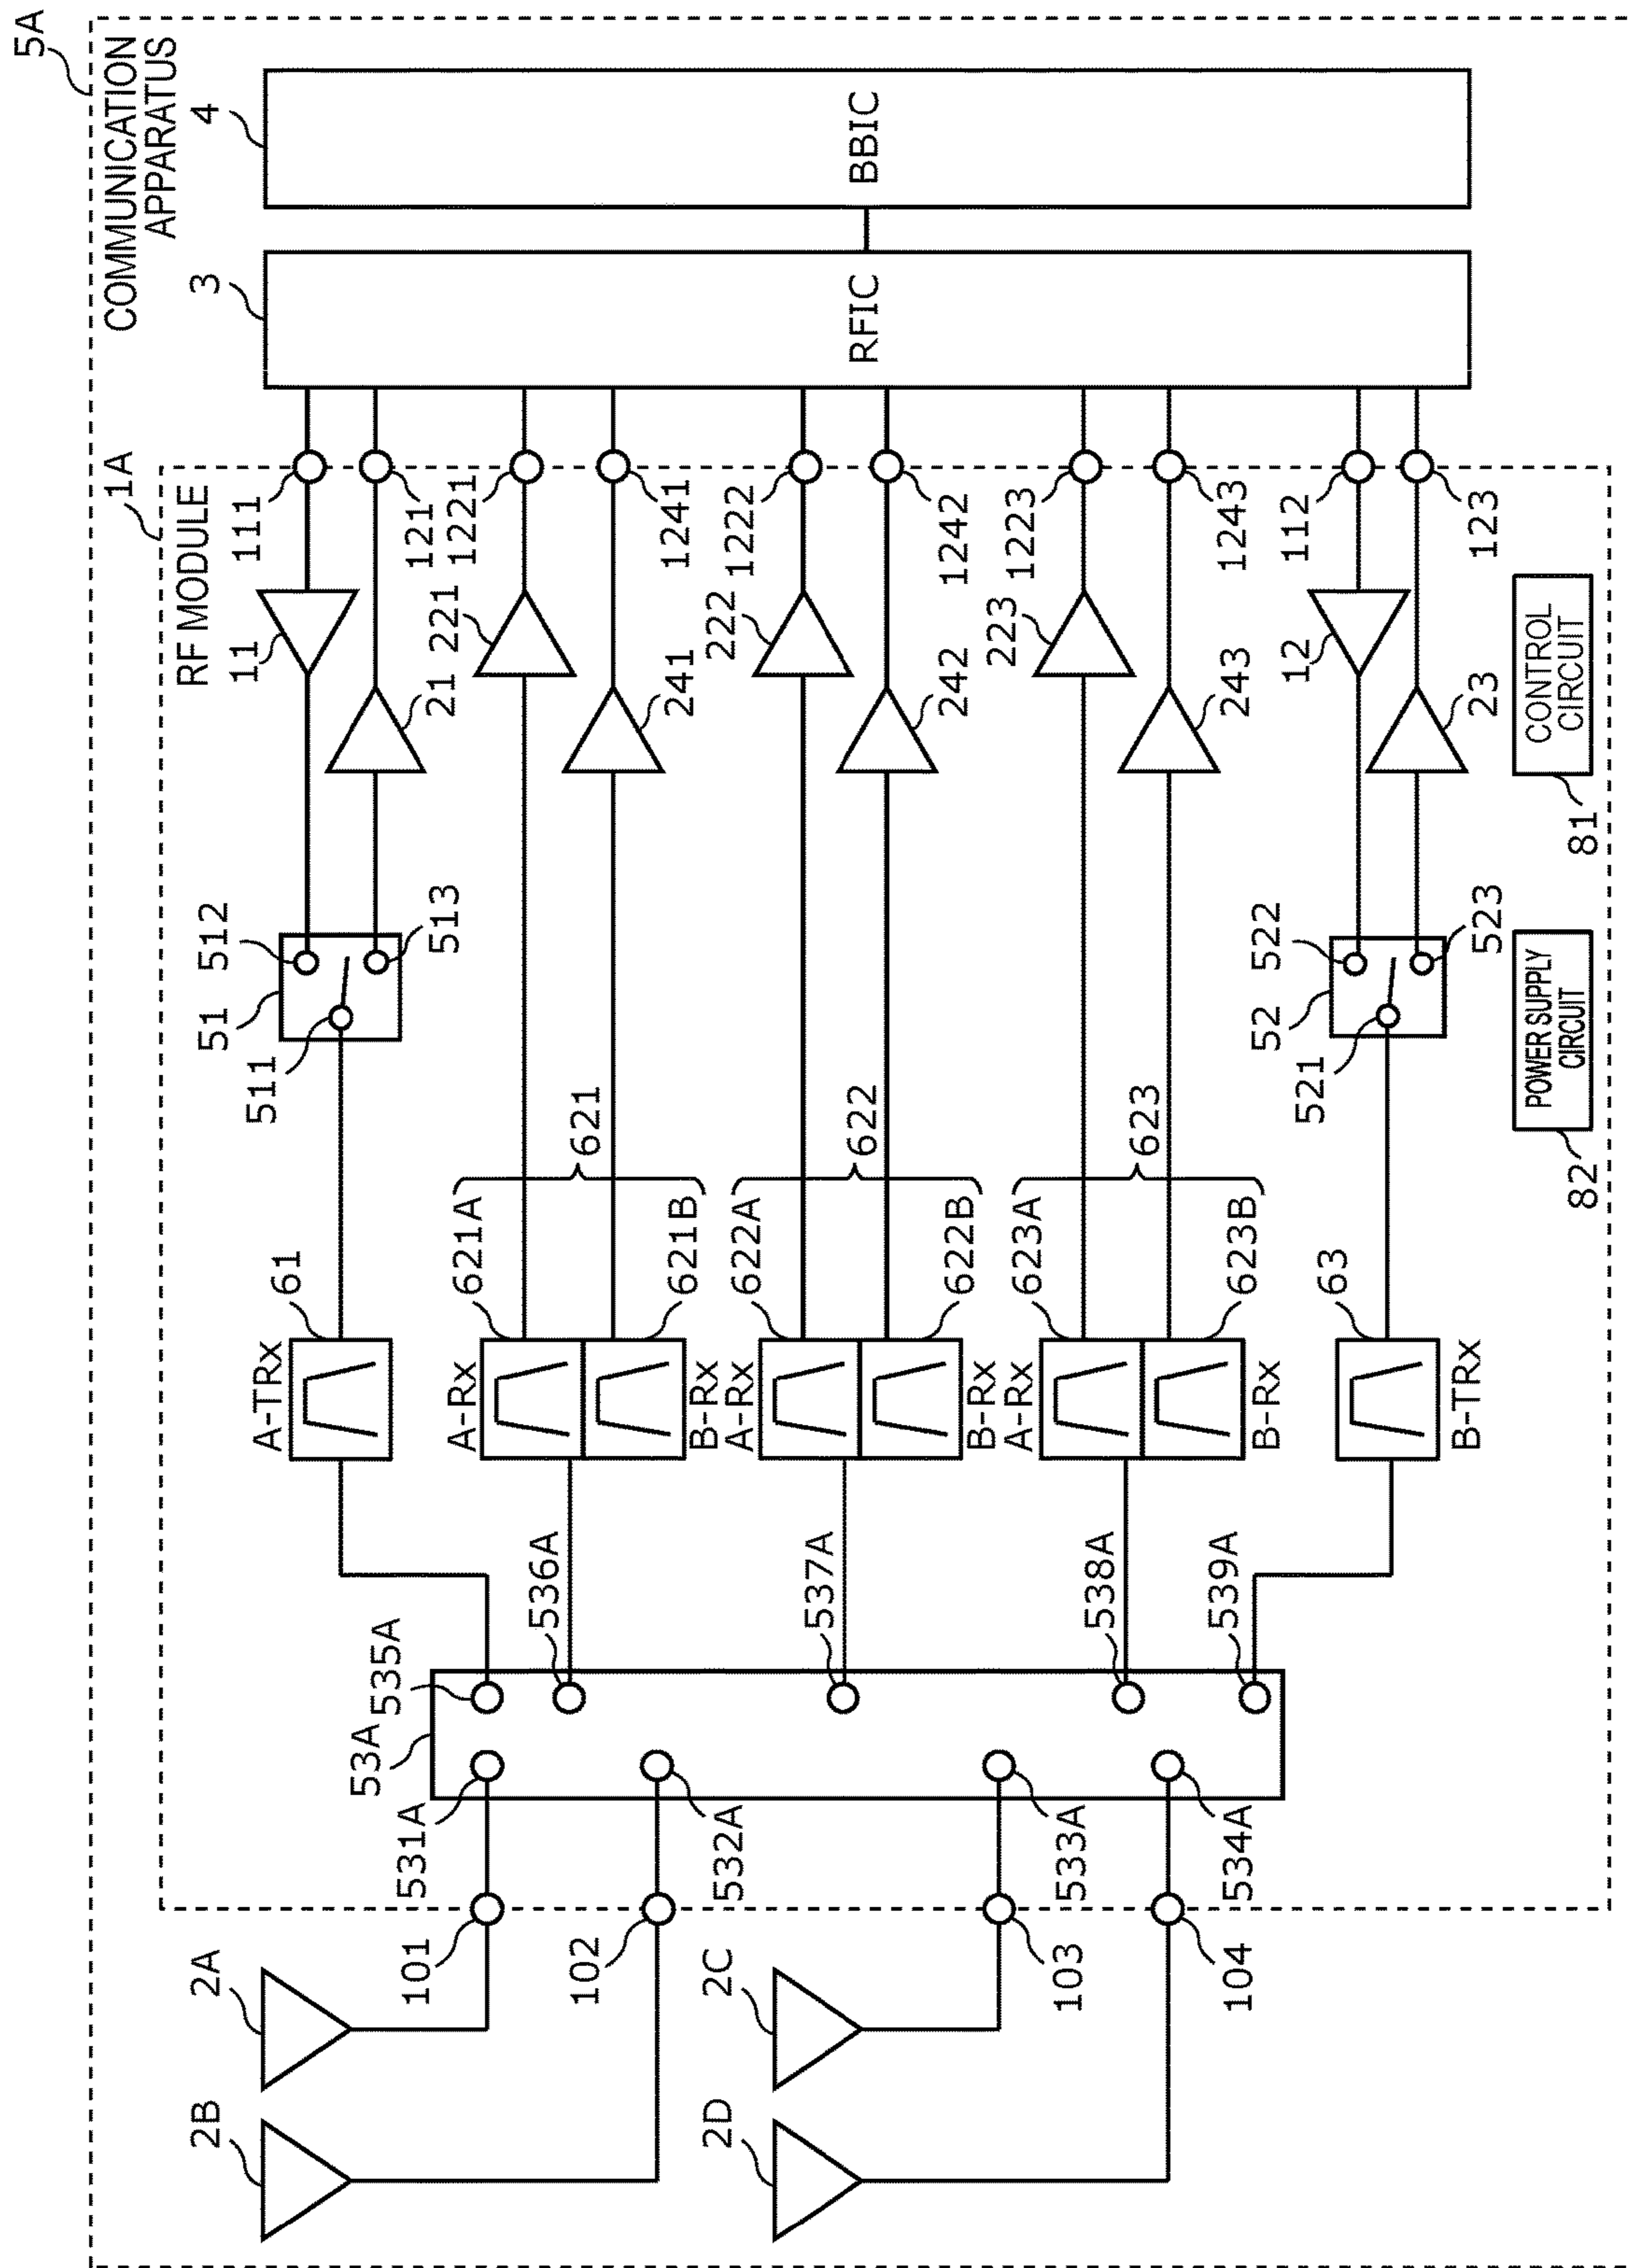 5A
COMMUNICATION
APPARATUS
4
BBIC
3
RFIC
1A
RF MODULE
111
121
1221
1241
1222
1242
1223
1243
112
123
11
21
221
241
222
242
223
243
12
23
CONTROL
CIRCUIT
81
51
512
513
511
52
522
523
521
POWER SUPPLY
CIRCUIT
82
621
622
623
A-TRx
61
A-Rx
621A
621B
B-Rx
A-Rx
622A
622B
B-Rx
A-Rx
623A
623B
B-Rx
63
B-TRx
53A
535A
536A
537A
538A
539A
531A
532A
533A
534A
101
102
103
104
2A
2B
2C
2D